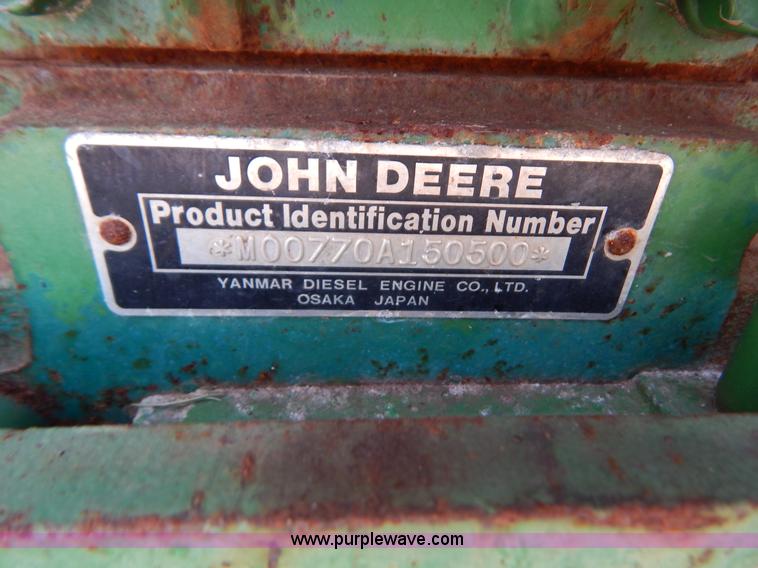 JOHN DEERE
Product Identification Number
*M00770A150500*
YANMAR DIESEL ENGINE CO., LTD.
OSAKA JAPAN
www.purplewave.com